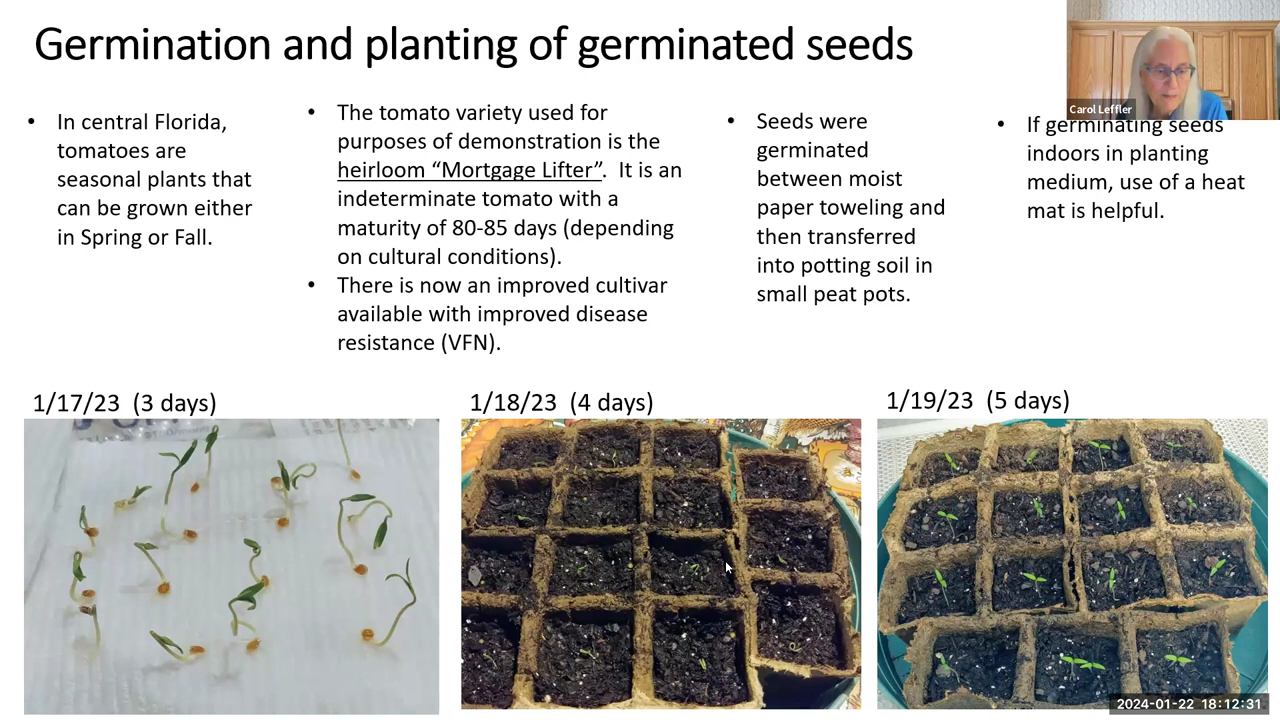 Germination and planting of germinated seeds
Carol Leffler
• In central Florida,
tomatoes are
seasonal plants that
can be grown either
in Spring or Fall.
• The tomato variety used for
purposes of demonstration is the
heirloom “Mortgage Lifter”.  It is an
indeterminate tomato with a
maturity of 80-85 days (depending
on cultural conditions).
• There is now an improved cultivar
available with improved disease
resistance (VFN).
• Seeds were
germinated
between moist
paper toweling and
then transferred
into potting soil in
small peat pots.
• If germinating seeds
indoors in planting
medium, use of a heat
mat is helpful.
1/17/23  (3 days)
1/18/23  (4 days)
1/19/23  (5 days)
2024-01-22 18:12:31